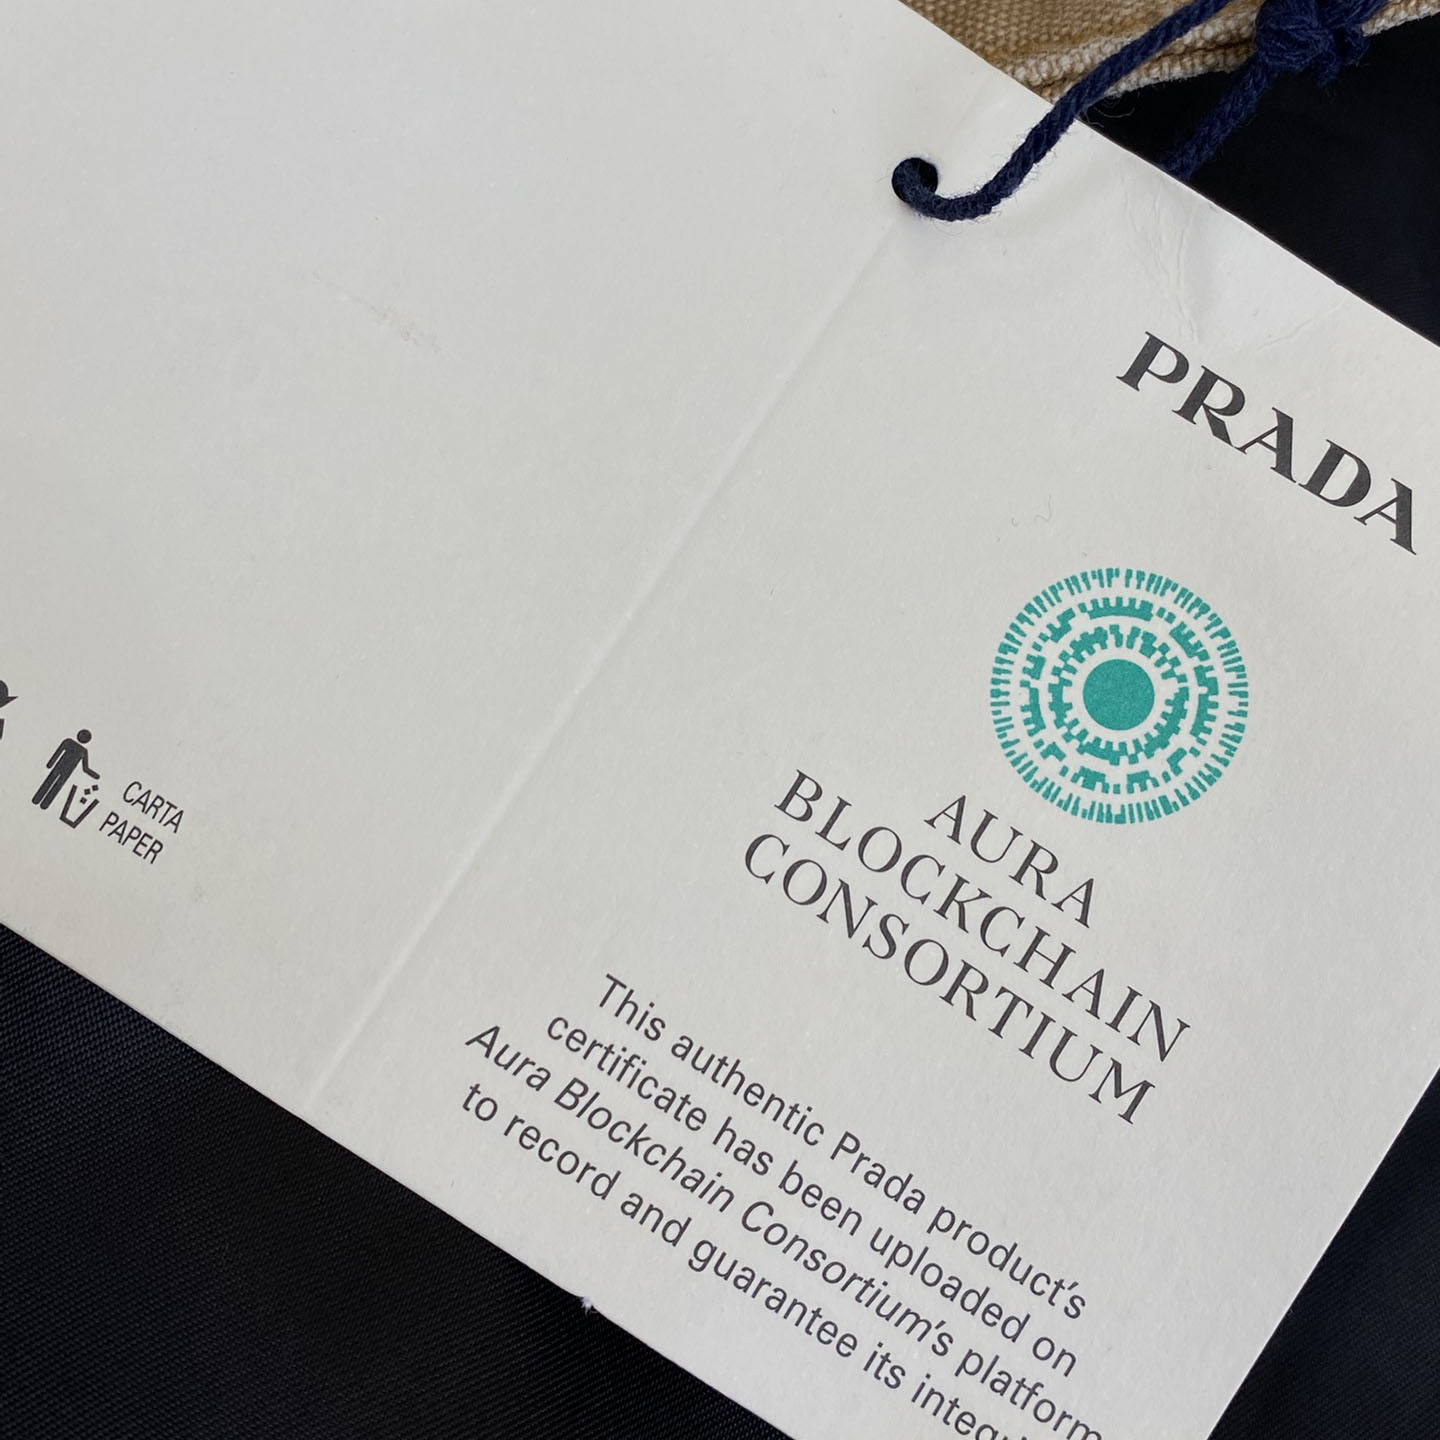 CARTA
PAPER
PRADA
AURA
BLOCKCHAIN
CONSORTIUM
This authentic Prada product's
certificate has been uploaded on
Aura Blockchain Consortium's platform
to record and guarantee its